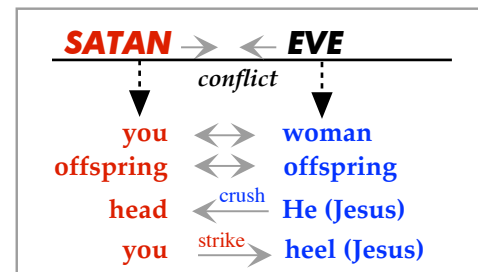 SATAN EVE
conflict
you woman
offspring offspring
head crush He (Jesus)
you strike heel (Jesus)